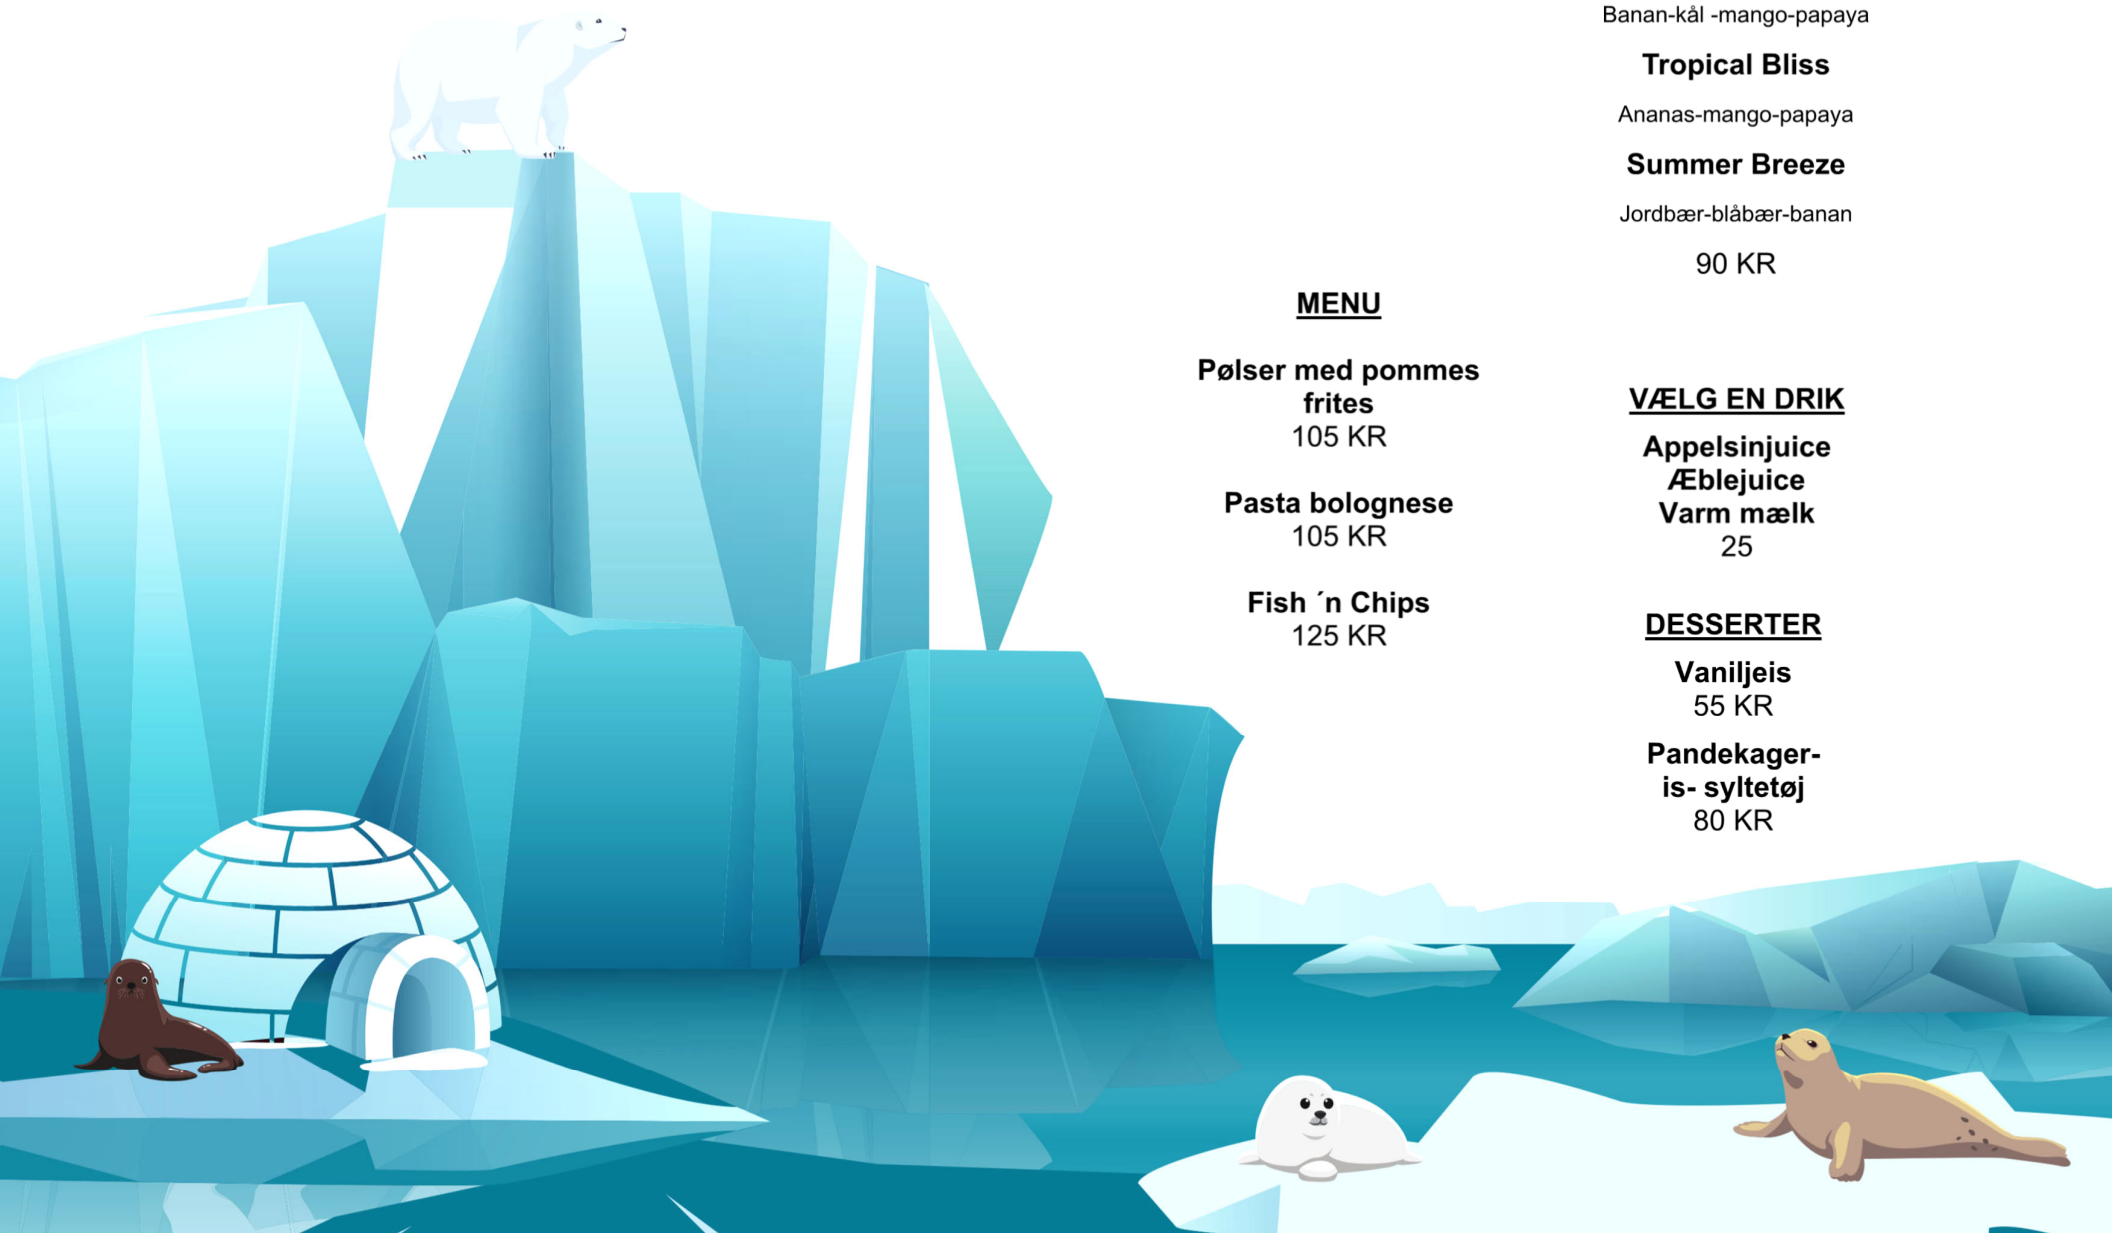 Banan-kål -mango-papaya
Tropical Bliss
Ananas-mango-papaya
Summer Breeze
Jordbær-blåbær-banan
90 KR
MENU
Pølser med pommes
frites
105 KR
Pasta bolognese
105 KR
Fish ´n Chips
125 KR
VÆLG EN DRIK
Appelsinjuice
Æblejuice
Varm mælk
25
DESSERTER
Vaniljeis
55 KR
Pandekager-
is- syltetøj
80 KR